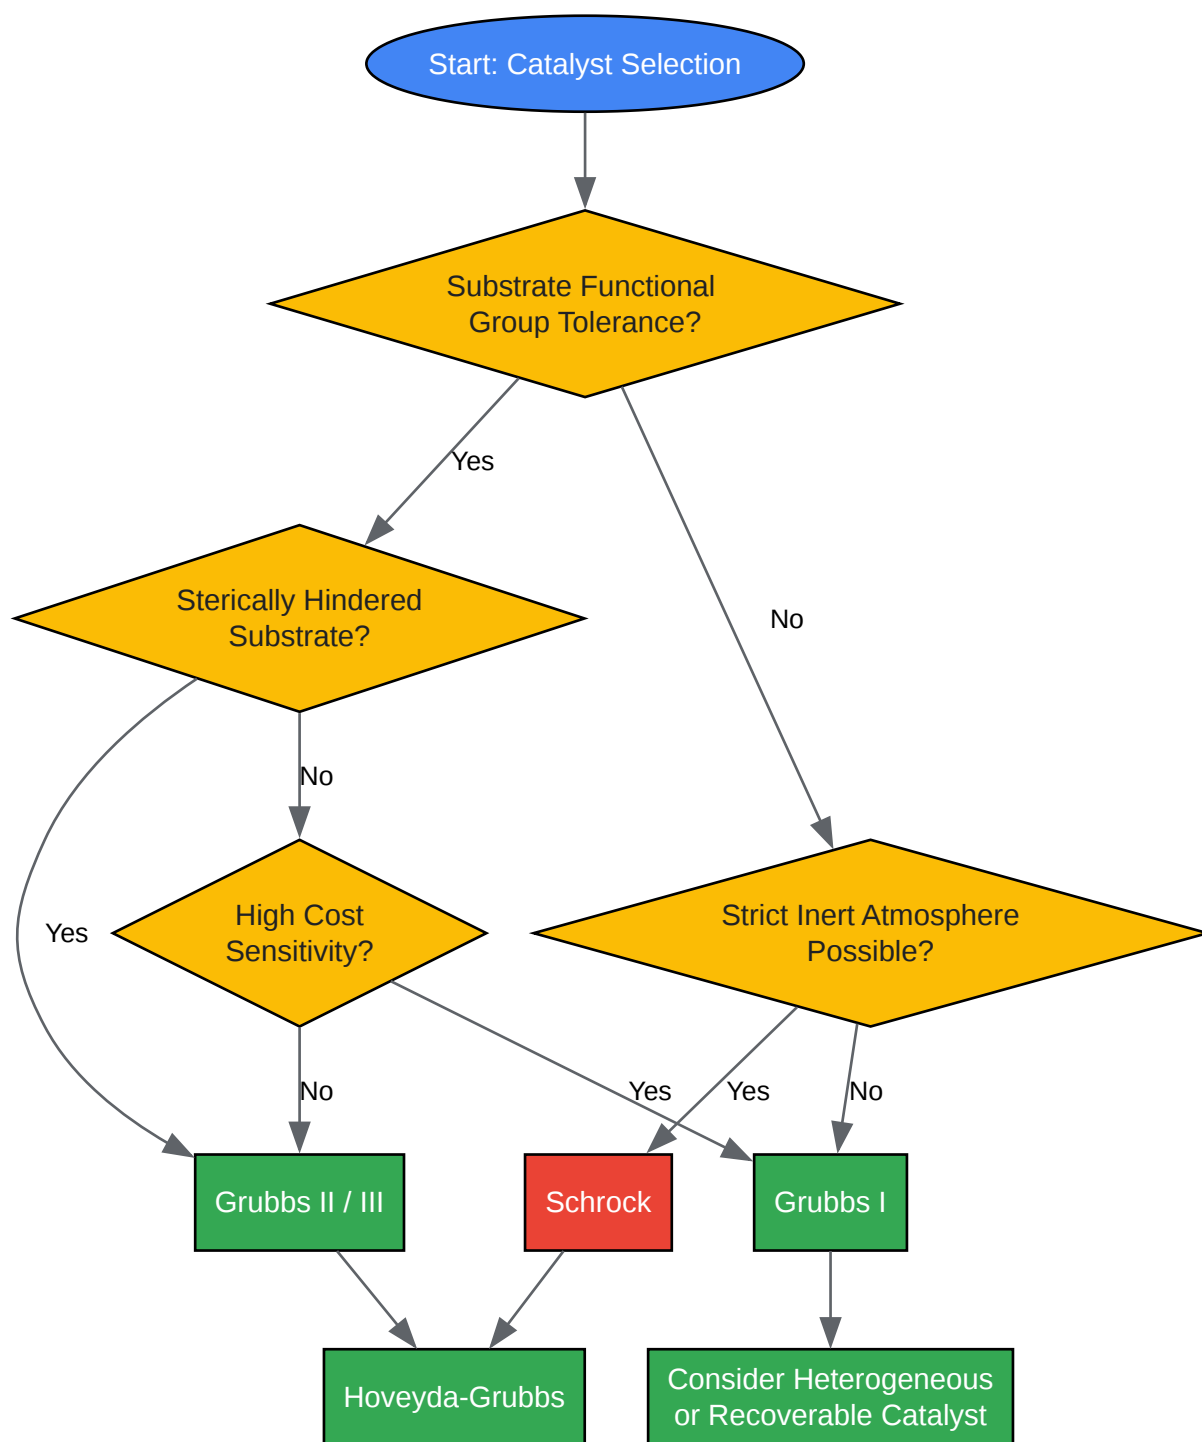 Start: Catalyst Selection
Substrate Functional
Group Tolerance?
Yes
No
Sterically Hindered
Substrate?
No
Yes
High Cost
Sensitivity?
Strict Inert Atmosphere
Possible?
No
Yes
Yes
No
Grubbs II / III
Schrock
Grubbs I
Hoveyda-Grubbs
Consider Heterogeneous
or Recoverable Catalyst